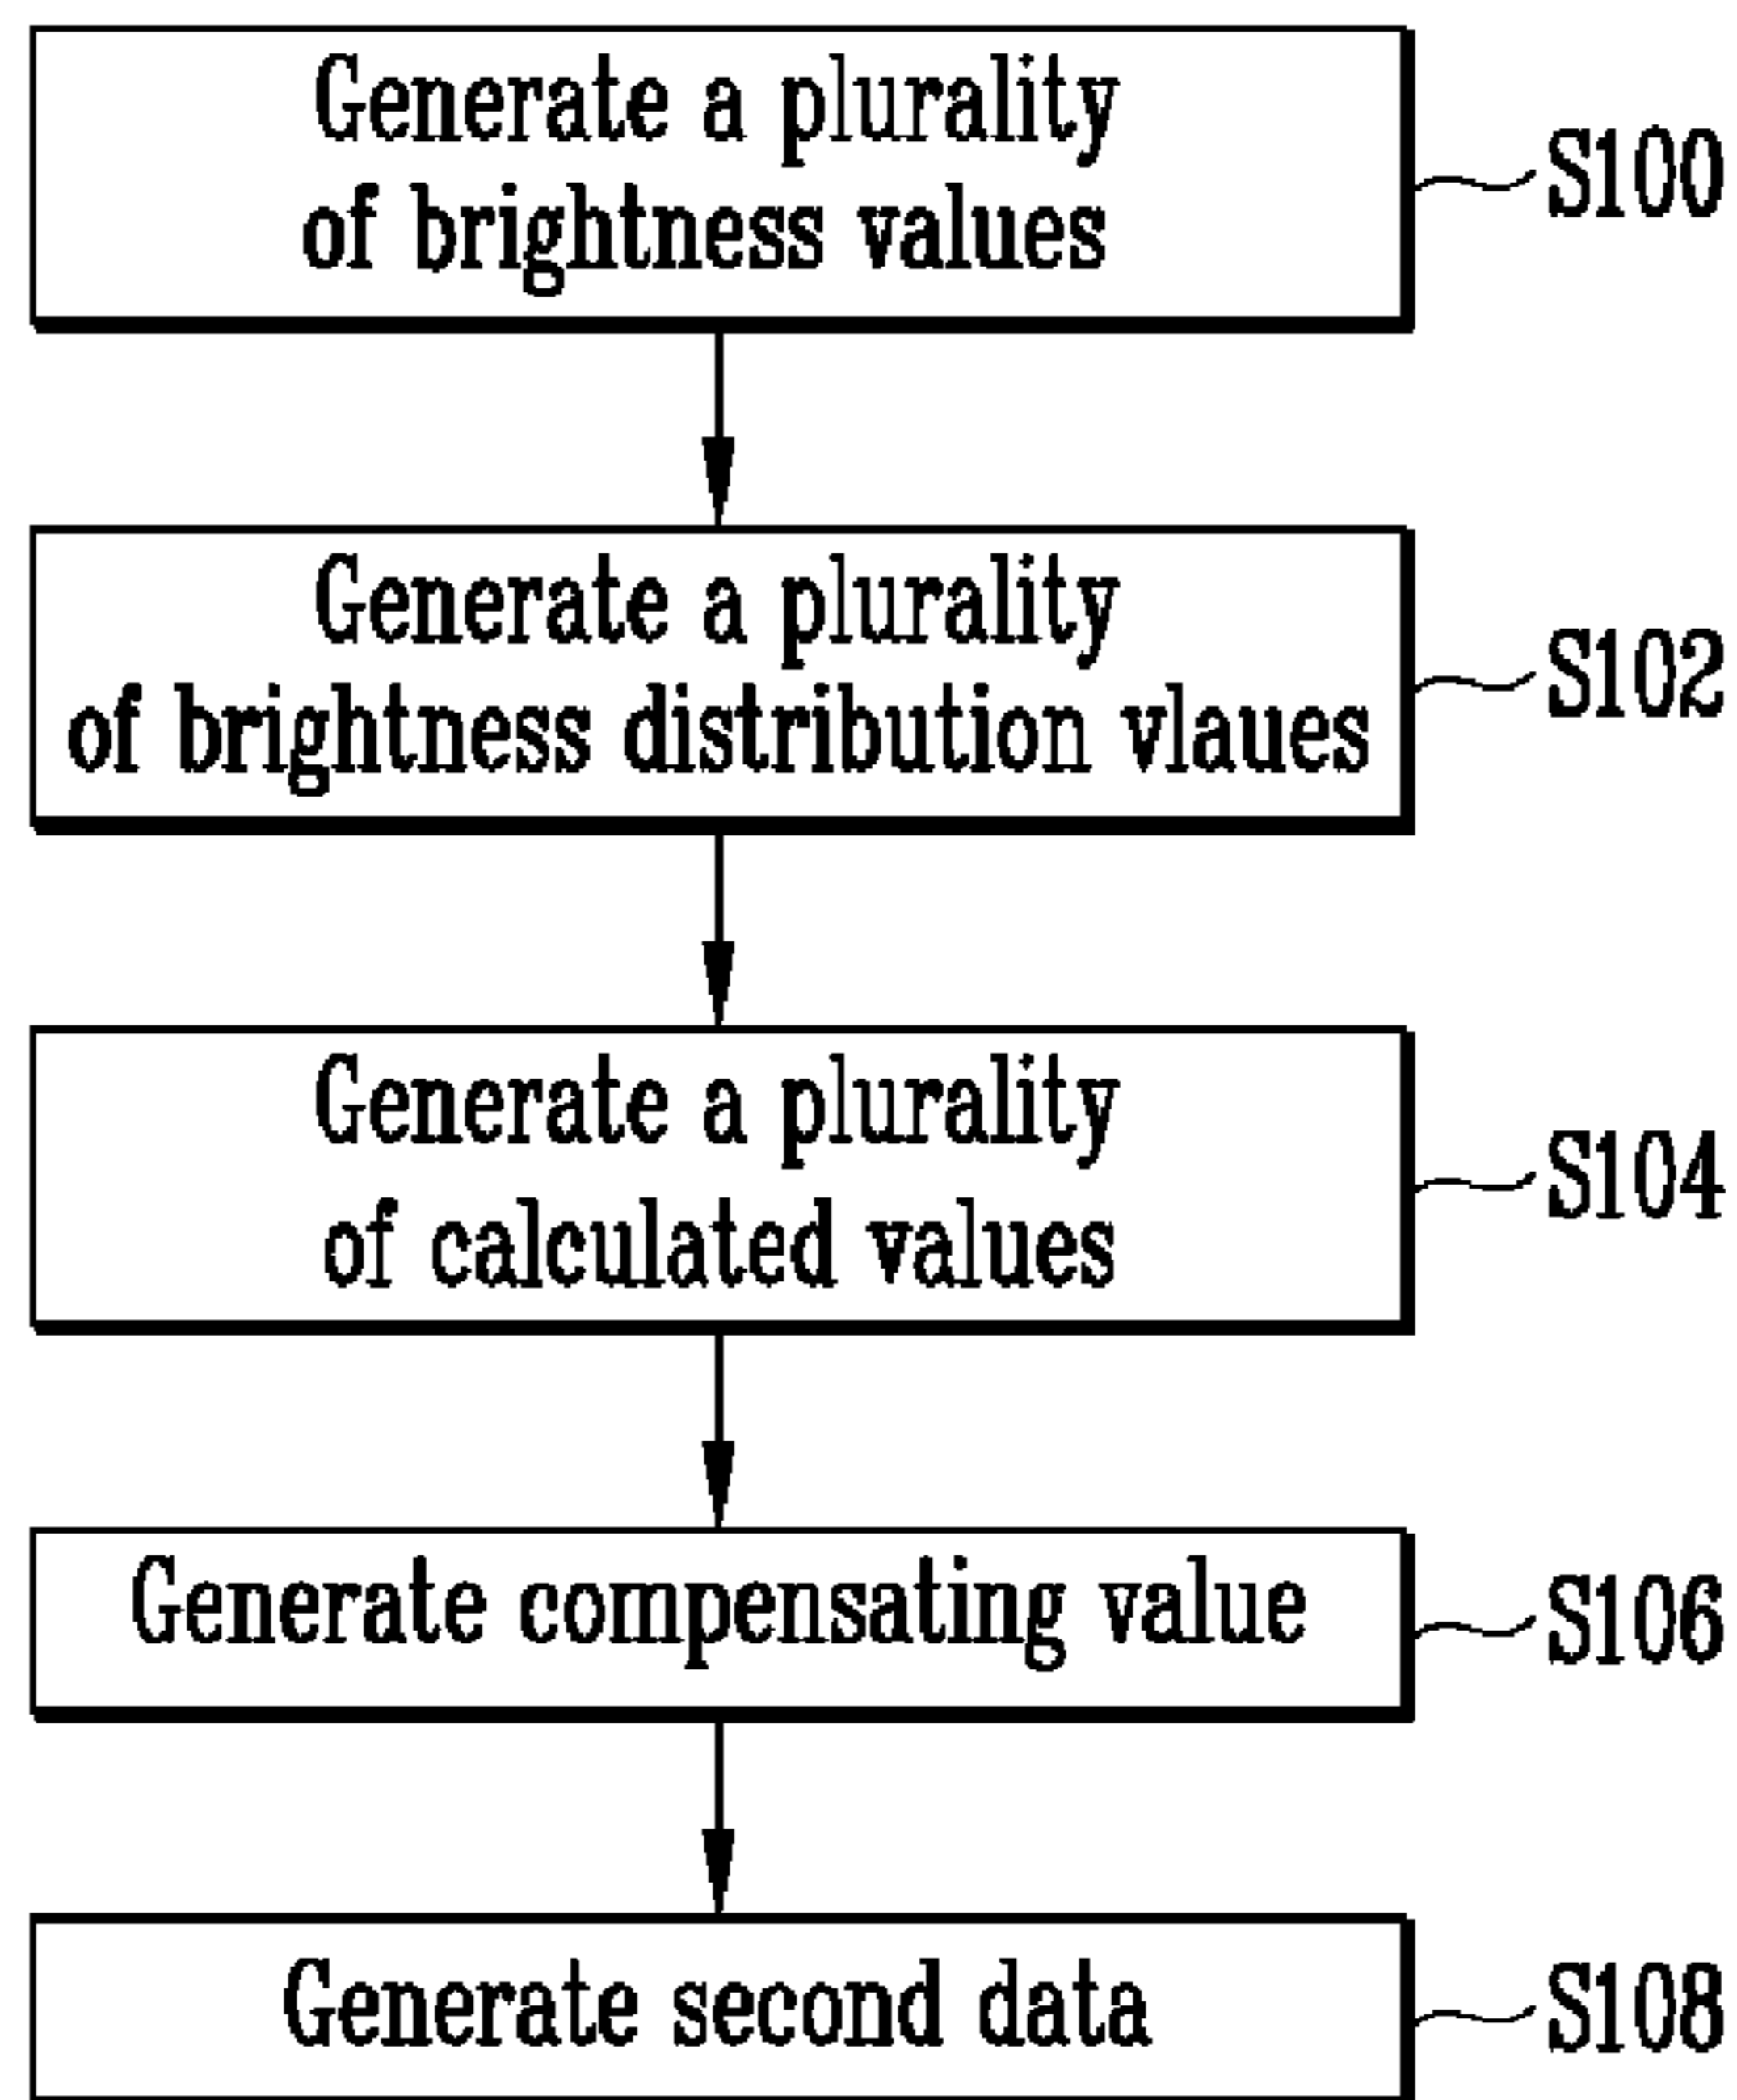 Generate a plurality
of brightness values
S100
Generate a plurality
of brightness distribution vlaues
S102
Generate a plurality
of calculated values
S104
Generate compensating value
S106
Generate second data
S108